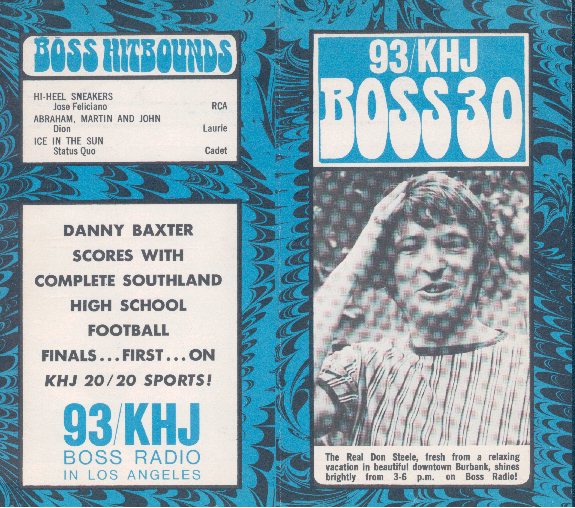 BOSS HITBOUNDS
HI-HEEL SNEAKERS
Jose Feliciano RCA
ABRAHAM, MARTIN AND JOHN
Dion Laurie
ICE IN THE SUN
Status Quo Cadet
DANNY BAXTER
SCORES WITH
COMPLETE SOUTHLAND
HIGH SCHOOL
FOOTBALL
FINALS...FIRST...ON
KHJ 20/20 SPORTS!
93/KHJ
BOSS RADIO
IN LOS ANGELES
93/KHJ
BOSS 30
The Real Don Steele, fresh from a relaxing
vacation in beautiful downtown Burbank, shines
brightly from 3-6 p.m. on Boss Radio!